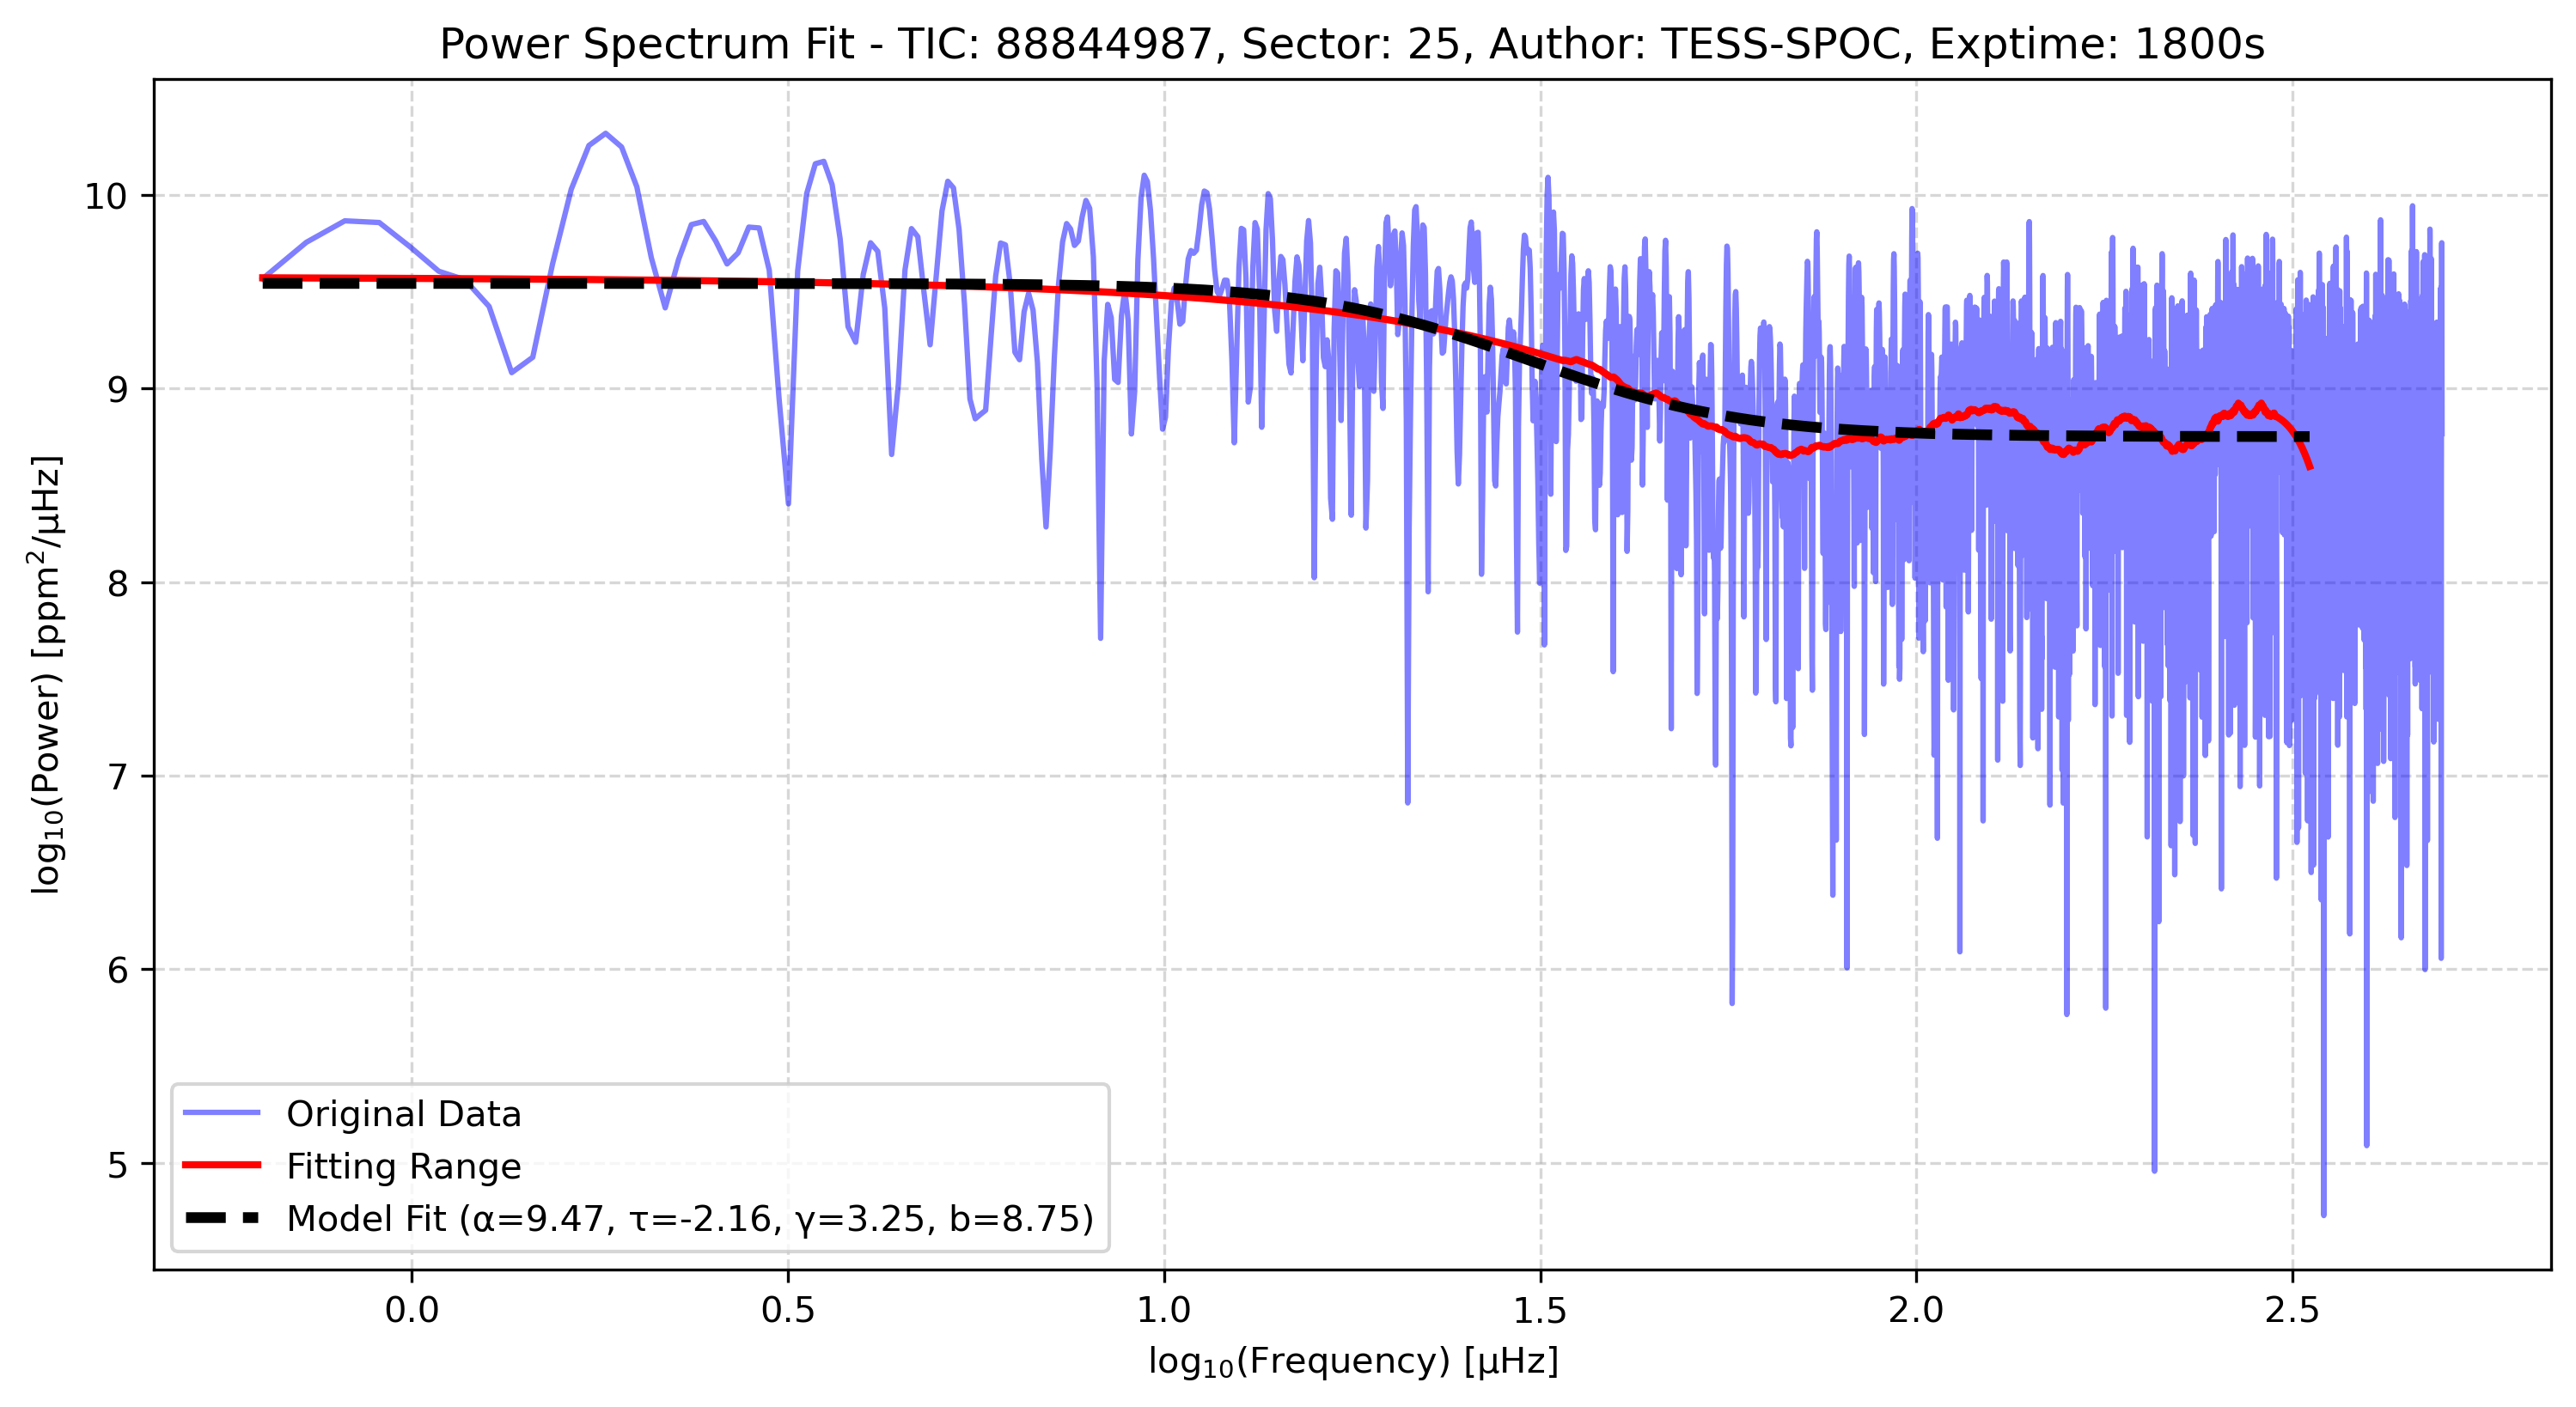 Power Spectrum Fit - TIC: 88844987, Sector: 25, Author: TESS-SPOC, Exptime: 1800s
log₁₀(Power) [ppm²/μHz]
10
9
8
7
6
5
Original Data
Fitting Range
Model Fit (α=9.47, τ=-2.16, γ=3.25, b=8.75)
0.0 0.5 1.0 1.5 2.0 2.5
log₁₀(Frequency) [μHz]